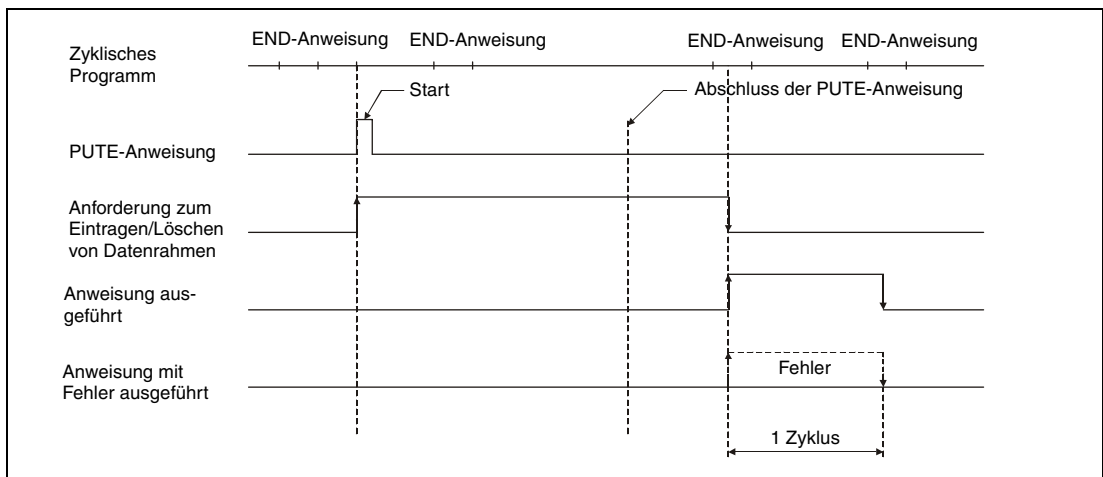 END-Anweisung END-Anweisung END-Anweisung END-Anweisung
Zyklisches
Programm
Start
Abschluss der PUTE-Anweisung
PUTE-Anweisung
Anforderung zum
Eintragen/Löschen
von Datenrahmen
Anweisung aus-
geführt
Anweisung mit
Fehler ausgeführt
Fehler
1 Zyklus